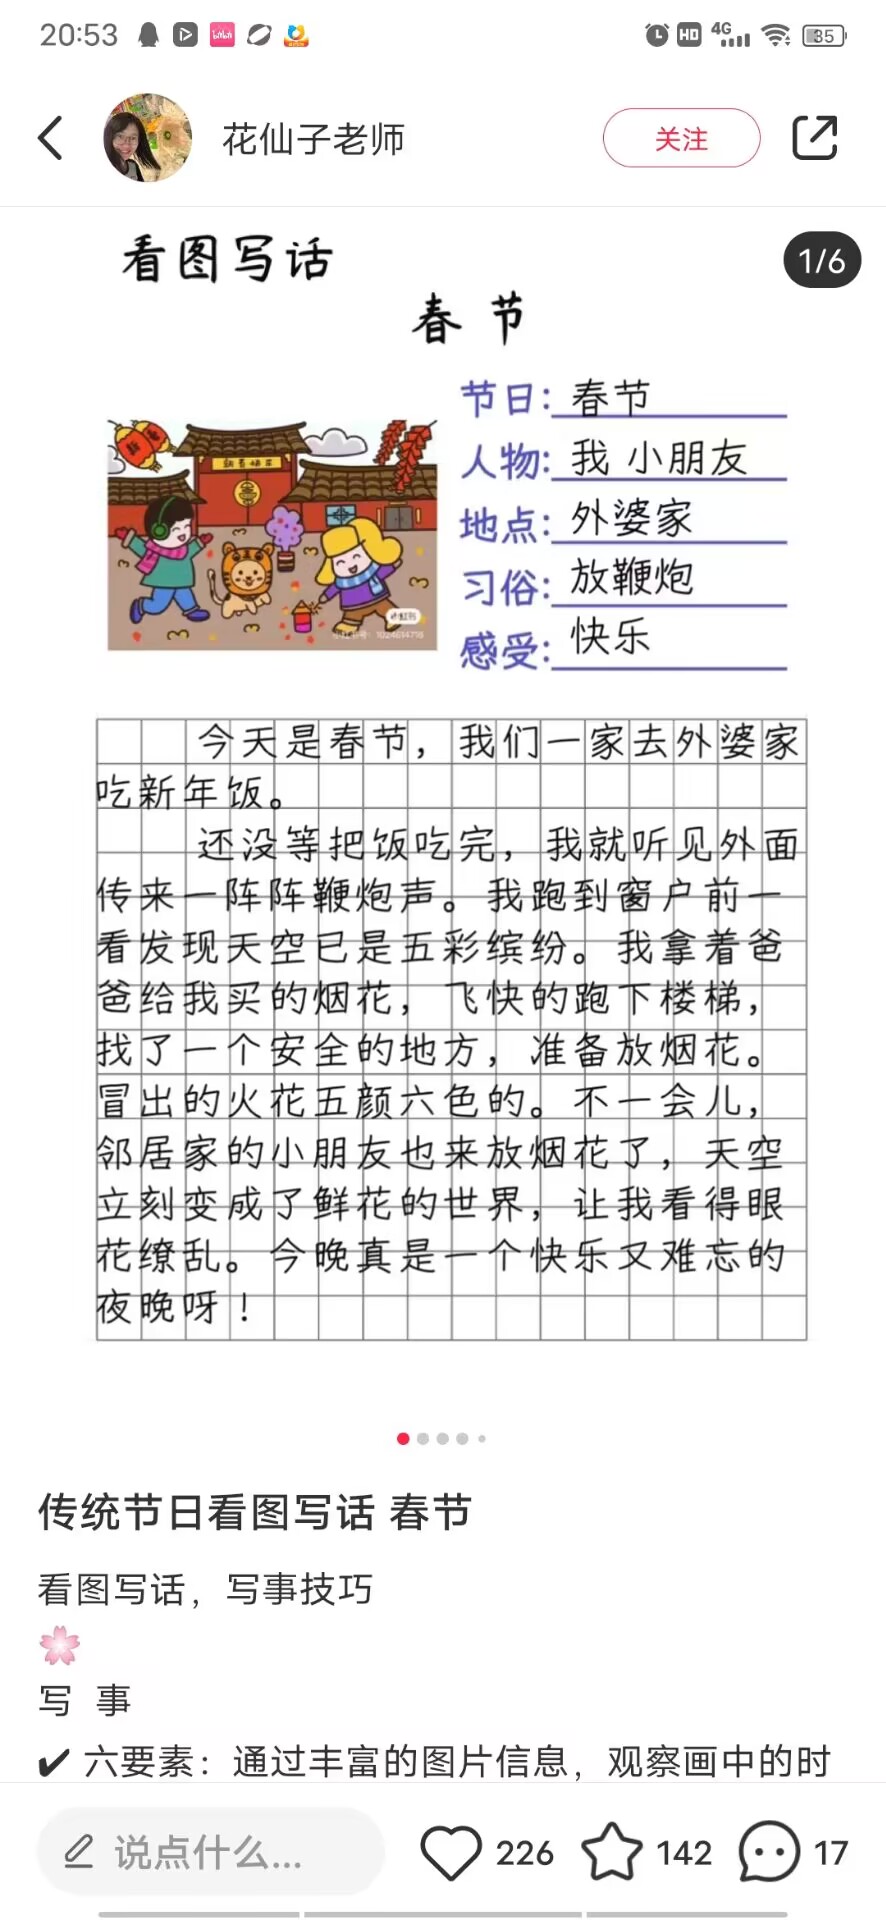 20:53
HD 4G 35
花仙子老师
关注
看图写话
1/6
春 节
节日: 春节
人物: 我 小朋友
地点: 外婆家
习俗: 放鞭炮
感受: 快乐
小红书
小红书号: 1024614718
今天是春节，我们一家去外婆家
吃新年饭。
还没等把饭吃完，我就听见外面
传来一阵阵鞭炮声。我跑到窗户前一
看发现天空已是五彩缤纷。我拿着爸
爸给我买的烟花，飞快的跑下楼梯，
找了一个安全的地方，准备放烟花。
冒出的火花五颜六色的。不一会儿，
邻居家的小朋友也来放烟花了，天空
立刻变成了鲜花的世界，让我看得眼
花缭乱。今晚真是一个快乐又难忘的
夜晚呀！
传统节日看图写话 春节
看图写话，写事技巧
写 事
✔ 六要素：通过丰富的图片信息，观察画中的时
说点什么...
226
142
17